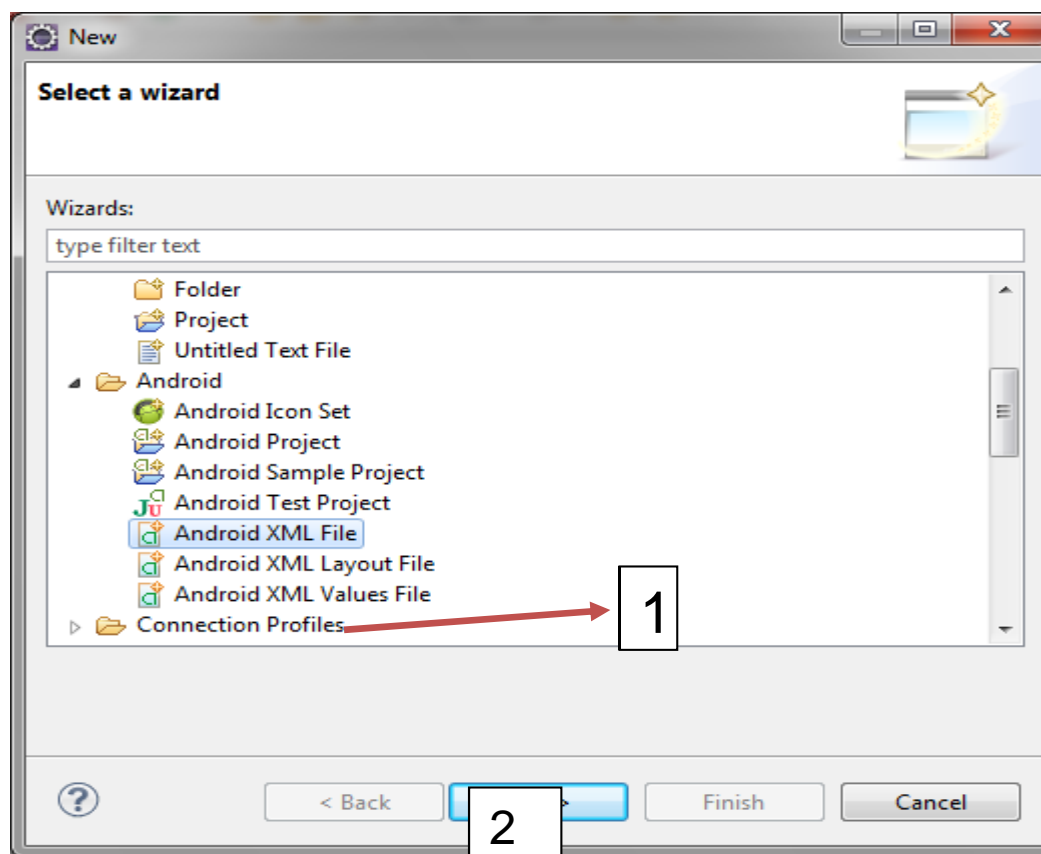 New
Select a wizard
Wizards:
type filter text
Folder
Project
Untitled Text File
Android
Android Icon Set
Android Project
Android Sample Project
Android Test Project
Android XML File
Android XML Layout File
Android XML Values File
Connection Profiles
1
< Back
2
>
Finish
Cancel